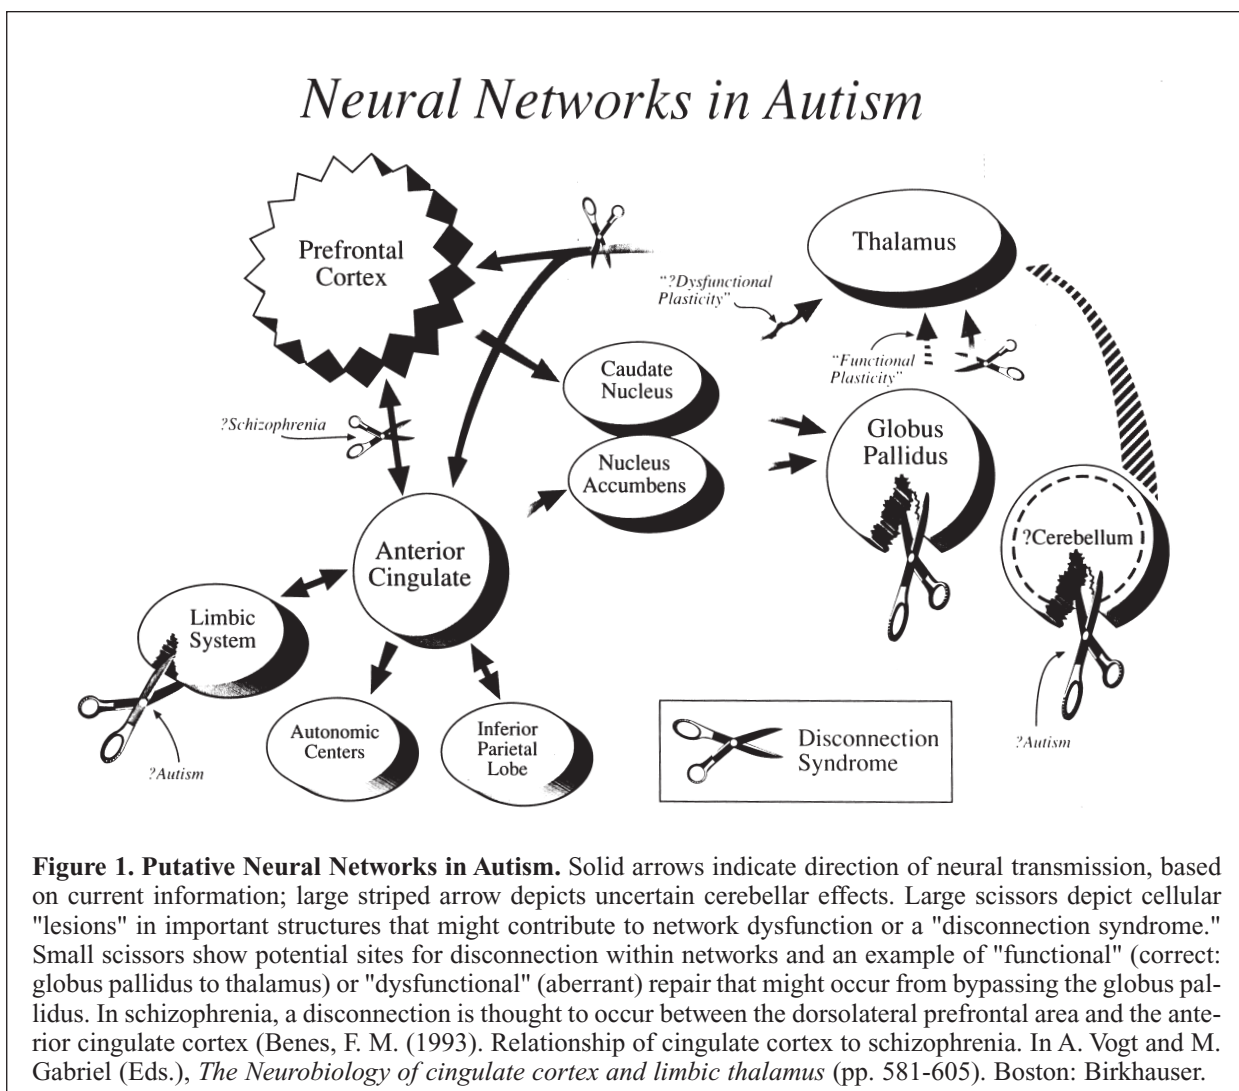 Neural Networks in Autism
Prefrontal
Cortex
Thalamus
"?Dysfunctional
Plasticity"
"Functional
Plasticity"
Caudate
Nucleus
?Schizophrenia
Globus
Pallidus
Nucleus
Accumbens
?Cerebellum
Anterior
Cingulate
Limbic
System
Autonomic
Centers
Inferior
Parietal
Lobe
Disconnection
Syndrome
?Autism
?Autism
Figure 1. Putative Neural Networks in Autism. Solid arrows indicate direction of neural transmission, based
on current information; large striped arrow depicts uncertain cerebellar effects. Large scissors depict cellular
"lesions" in important structures that might contribute to network dysfunction or a "disconnection syndrome."
Small scissors show potential sites for disconnection within networks and an example of "functional" (correct:
globus pallidus to thalamus) or "dysfunctional" (aberrant) repair that might occur from bypassing the globus pal-
lidus. In schizophrenia, a disconnection is thought to occur between the dorsolateral prefrontal area and the ante-
rior cingulate cortex (Benes, F. M. (1993). Relationship of cingulate cortex to schizophrenia. In A. Vogt and M.
Gabriel (Eds.), The Neurobiology of cingulate cortex and limbic thalamus (pp. 581-605). Boston: Birkhauser.